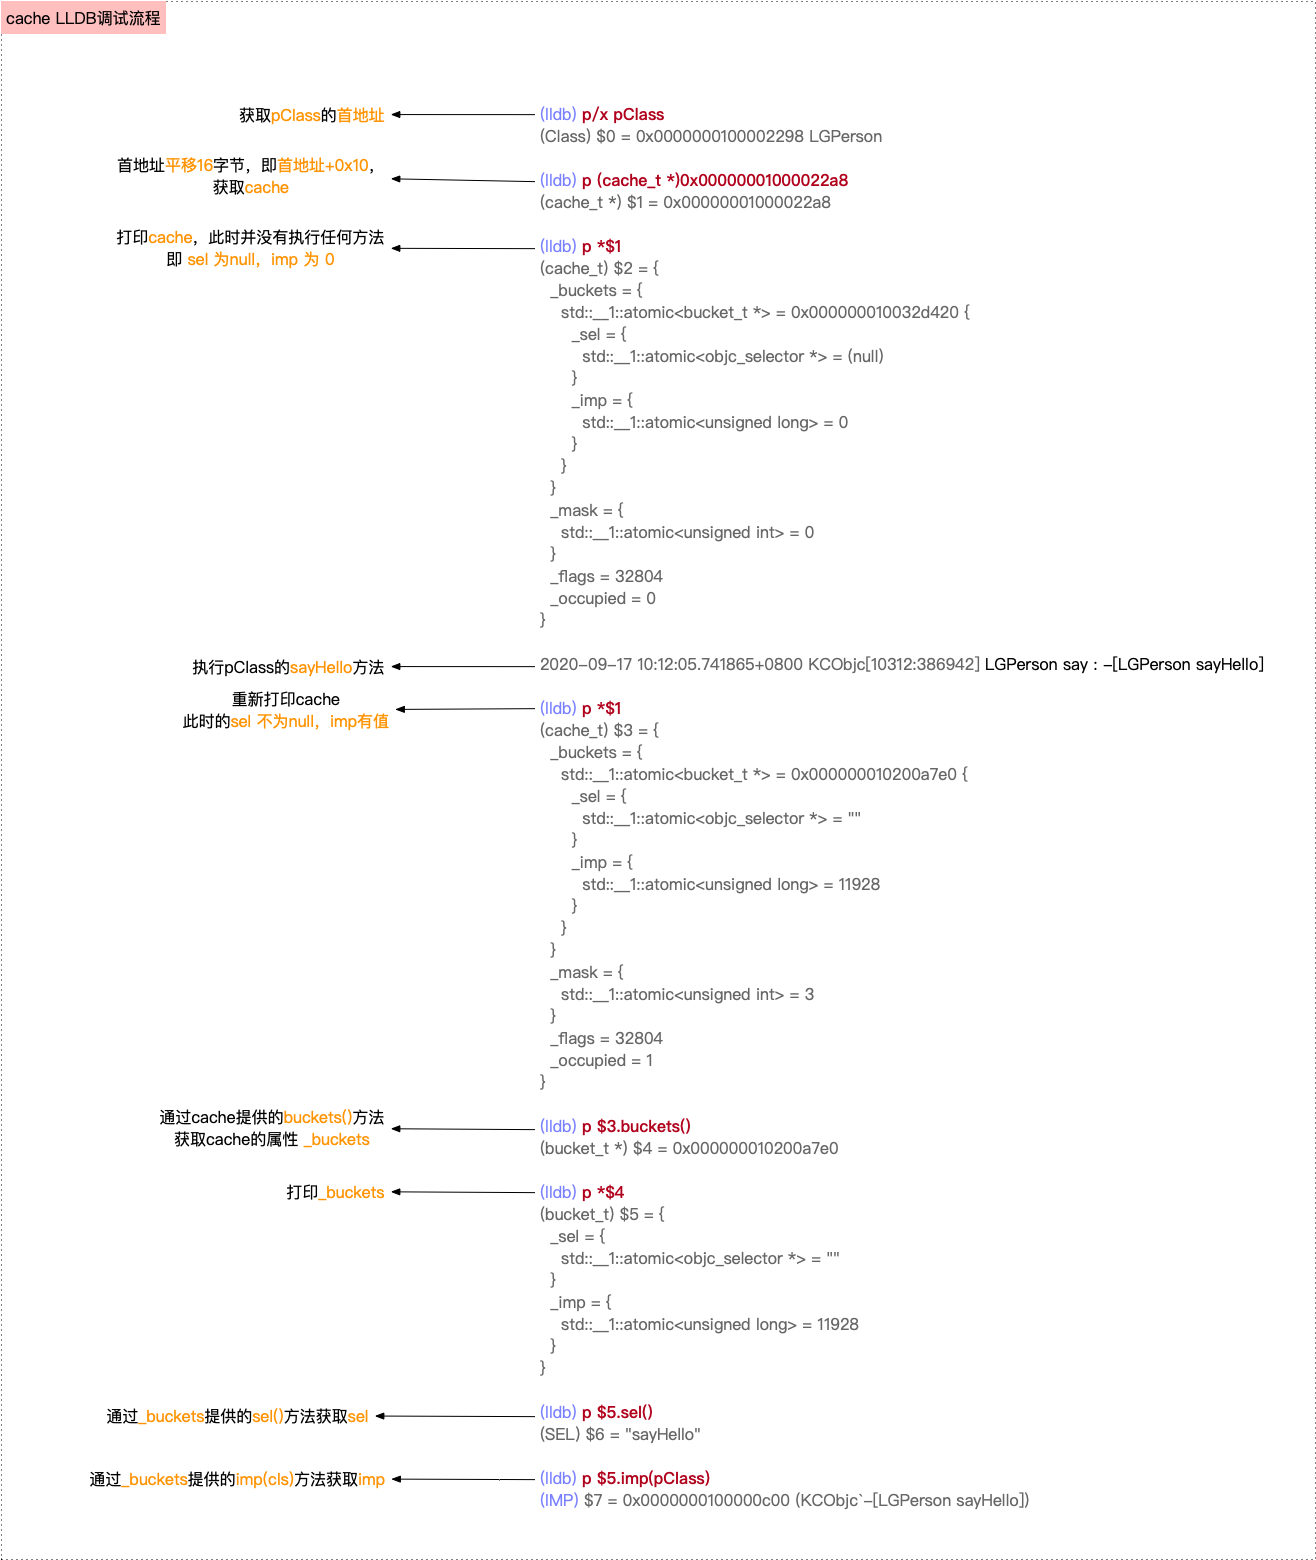 cache LLDB调试流程
获取pClass的首地址
(lldb) p/x pClass
(Class) $0 = 0x0000000100002298 LGPerson
首地址平移16字节，即首地址+0x10，
获取cache
(lldb) p (cache_t *)0x00000001000022a8
(cache_t *) $1 = 0x00000001000022a8
打印cache，此时并没有执行任何方法
即 sel 为null，imp 为 0
(lldb) p *$1
(cache_t) $2 = {
_buckets = {
std::__1::atomic<bucket_t *> = 0x000000010032d420 {
_sel = {
std::__1::atomic<objc_selector *> = (null)
}
_imp = {
std::__1::atomic<unsigned long> = 0
}
}
}
_mask = {
std::__1::atomic<unsigned int> = 0
}
_flags = 32804
_occupied = 0
}
执行pClass的sayHello方法
2020-09-17 10:12:05.741865+0800 KCObjc[10312:386942] LGPerson say : -[LGPerson sayHello]
重新打印cache
此时的sel 不为null，imp有值
(lldb) p *$1
(cache_t) $3 = {
_buckets = {
std::__1::atomic<bucket_t *> = 0x000000010200a7e0 {
_sel = {
std::__1::atomic<objc_selector *> = ""
}
_imp = {
std::__1::atomic<unsigned long> = 11928
}
}
}
_mask = {
std::__1::atomic<unsigned int> = 3
}
_flags = 32804
_occupied = 1
}
通过cache提供的buckets()方法
获取cache的属性 _buckets
(lldb) p $3.buckets()
(bucket_t *) $4 = 0x000000010200a7e0
打印_buckets
(lldb) p *$4
(bucket_t) $5 = {
_sel = {
std::__1::atomic<objc_selector *> = ""
}
_imp = {
std::__1::atomic<unsigned long> = 11928
}
}
通过_buckets提供的sel()方法获取sel
(lldb) p $5.sel()
(SEL) $6 = "sayHello"
通过_buckets提供的imp(cls)方法获取imp
(lldb) p $5.imp(pClass)
(IMP) $7 = 0x0000000100000c00 (KCObjc`-[LGPerson sayHello])